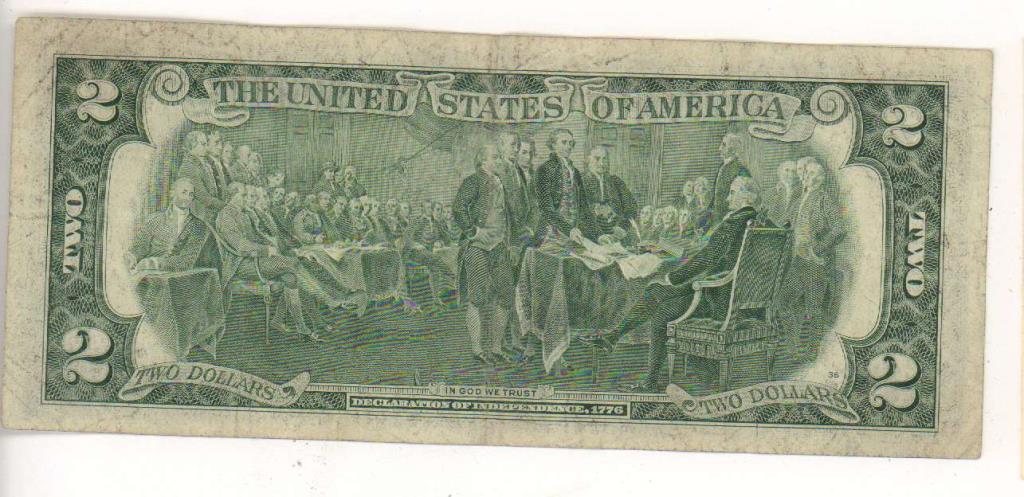 2 THE UNITED STATES OF AMERICA 2
TWO TWO
2 2
TWO DOLLARS TWO DOLLARS
36
IN GOD WE TRUST
DECLARATION OF INDEPENDENCE, 1776